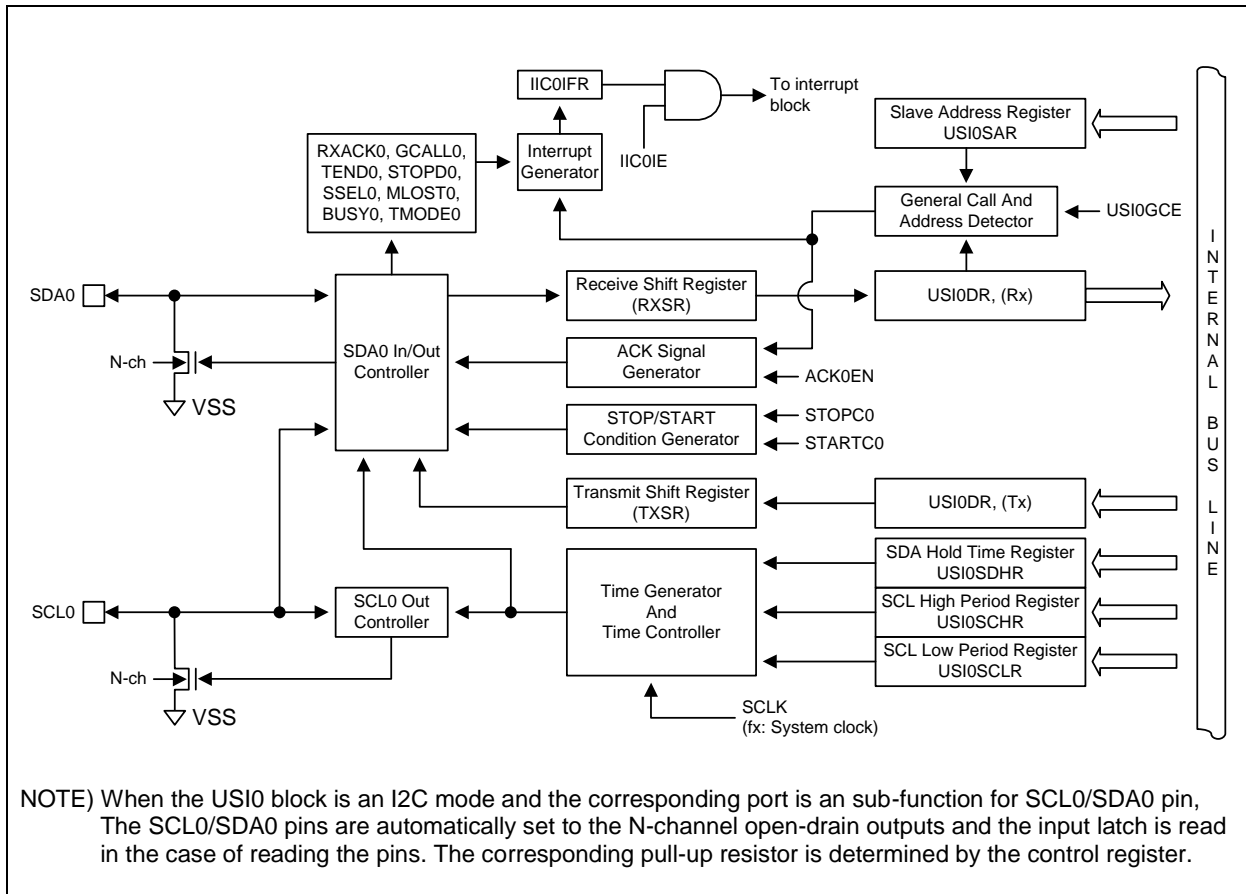 IIC0IFR
To interrupt
block
IIC0IE
Slave Address Register
USI0SAR
RXACK0, GCALL0,
TEND0, STOPD0,
SSEL0, MLOST0,
BUSY0, TMODE0
Interrupt
Generator
General Call And
Address Detector
USI0GCE
SDA0
Receive Shift Register
(RXSR)
USI0DR, (Rx)
N-ch
SDA0 In/Out
Controller
ACK Signal
Generator
ACK0EN
VSS
STOP/START
Condition Generator
STOPC0
STARTC0
Transmit Shift Register
(TXSR)
USI0DR, (Tx)
SDA Hold Time Register
USI0SDHR
SCL0
SCL0 Out
Controller
Time Generator
And
Time Controller
SCL High Period Register
USI0SCHR
SCL Low Period Register
USI0SCLR
N-ch
VSS
SCLK
(fx: System clock)
INTERNAL BUS LINE
NOTE) When the USI0 block is an I2C mode and the corresponding port is an sub-function for SCL0/SDA0 pin,
The SCL0/SDA0 pins are automatically set to the N-channel open-drain outputs and the input latch is read
in the case of reading the pins. The corresponding pull-up resistor is determined by the control register.